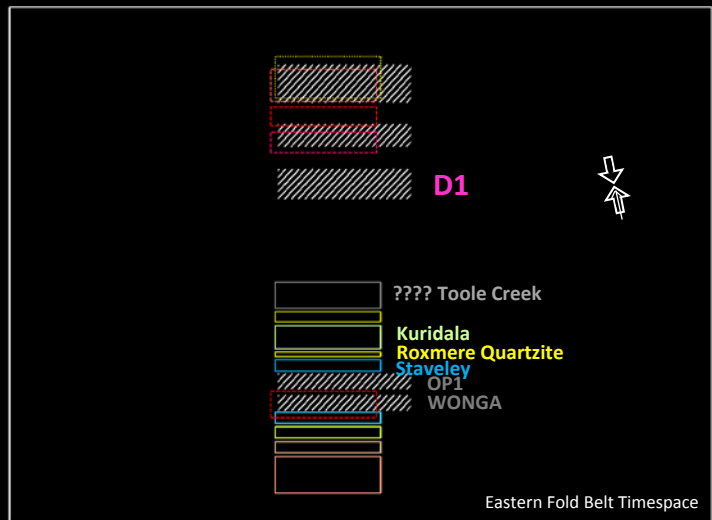 D1
???? Toole Creek
Kuridala
Roxmere Quartzite
Staveley
OP1
WONGA
Eastern Fold Belt Timespace